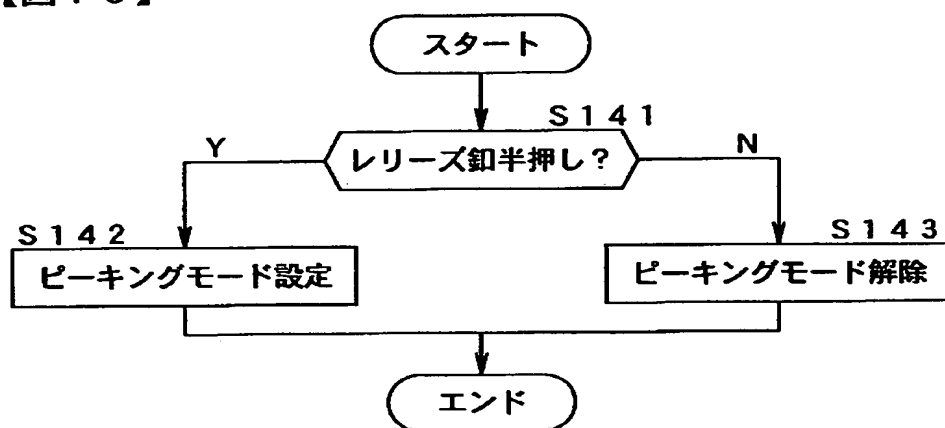 スタート
S141
レリーズ釦半押し?
Y
N
S142
ピーキングモード設定
S143
ピーキングモード解除
エンド